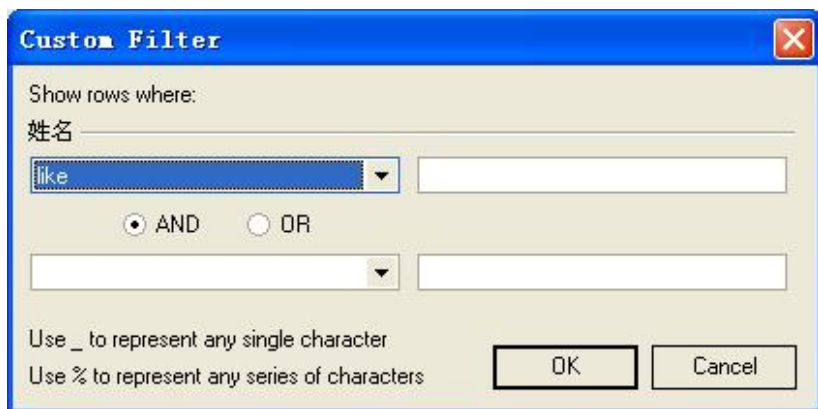 Custom Filter
Show rows where:
姓名
like
AND OR
Use _ to represent any single character
Use % to represent any series of characters
OK Cancel